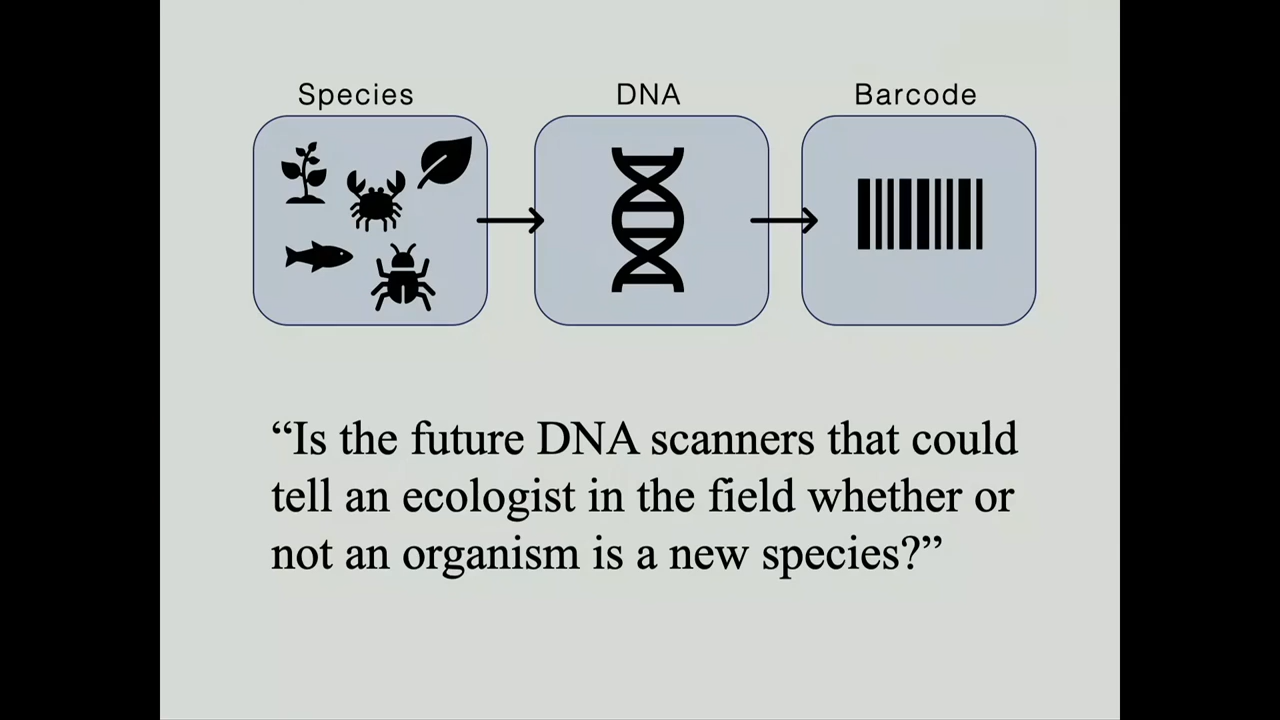 Species
DNA
Barcode
“Is the future DNA scanners that could
tell an ecologist in the field whether or
not an organism is a new species?”